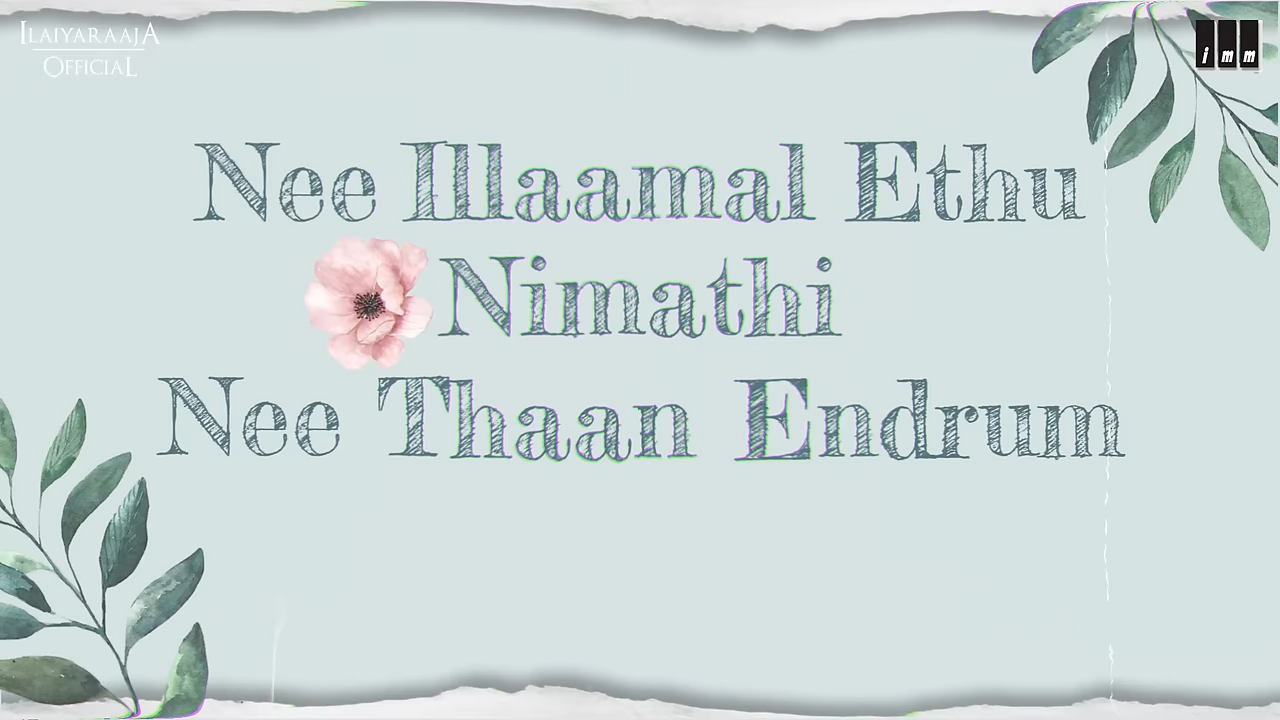 ILAIYARAAJA
OFFICIAL
imm
Nee Illaamal Ethu
Nimathi
Nee Thaan Endrum